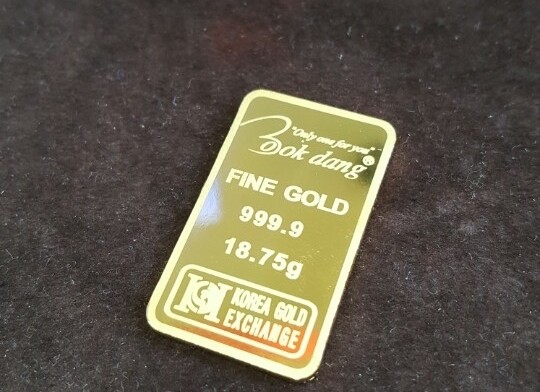 "Only one for you"
Bok dang®
FINE GOLD
999.9
18.75g
KOREA GOLD
EXCHANGE